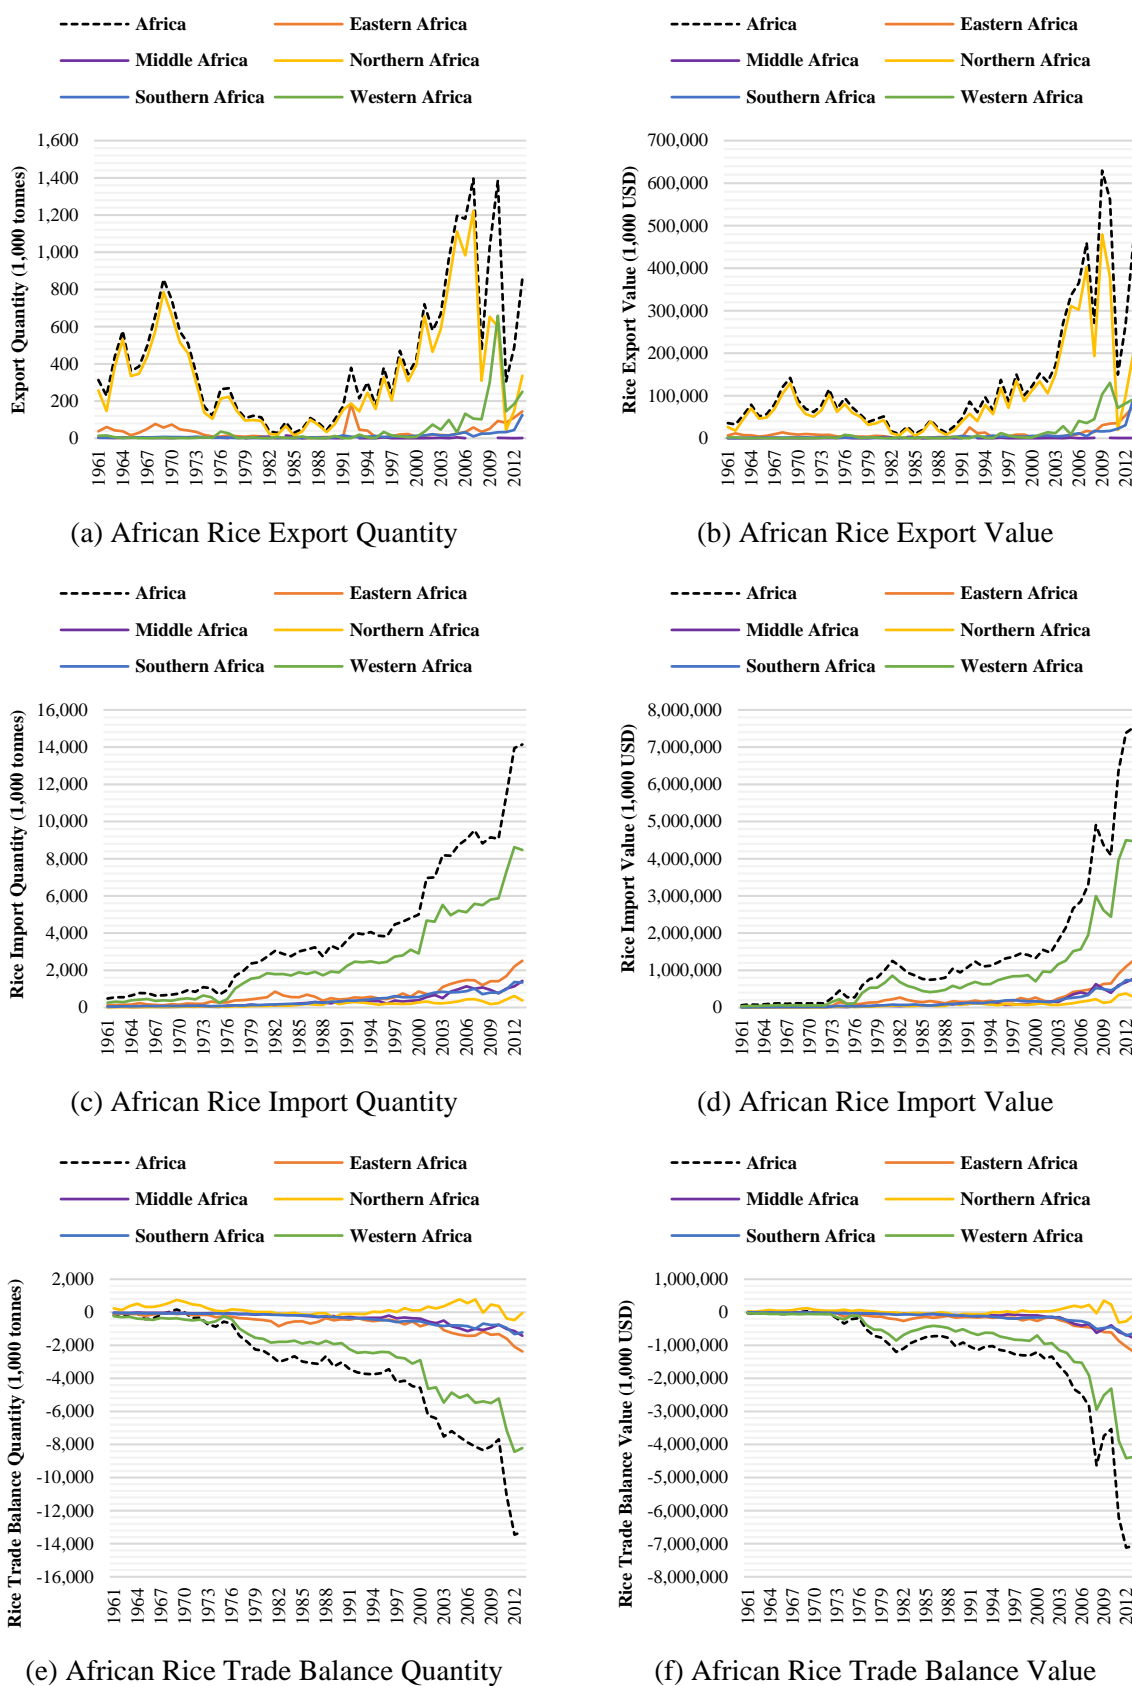 Africa Eastern Africa
Middle Africa Northern Africa
Southern Africa Western Africa
Export Quantity (1,000 tonnes)
1,600
1,400
1,200
1,000
800
600
400
200
0
1961 1964 1967 1970 1973 1976 1979 1982 1985 1988 1991 1994 1997 2000 2003 2006 2009 2012
(a) African Rice Export Quantity
Africa Eastern Africa
Middle Africa Northern Africa
Southern Africa Western Africa
Rice Export Value (1,000 USD)
700,000
600,000
500,000
400,000
300,000
200,000
100,000
0
1961 1964 1967 1970 1973 1976 1979 1982 1985 1988 1991 1994 1997 2000 2003 2006 2009 2012
(b) African Rice Export Value
Africa Eastern Africa
Middle Africa Northern Africa
Southern Africa Western Africa
Rice Import Quantity (1,000 tonnes)
16,000
14,000
12,000
10,000
8,000
6,000
4,000
2,000
0
1961 1964 1967 1970 1973 1976 1979 1982 1985 1988 1991 1994 1997 2000 2003 2006 2009 2012
(c) African Rice Import Quantity
Africa Eastern Africa
Middle Africa Northern Africa
Southern Africa Western Africa
Rice Import Value (1,000 USD)
8,000,000
7,000,000
6,000,000
5,000,000
4,000,000
3,000,000
2,000,000
1,000,000
0
1961 1964 1967 1970 1973 1976 1979 1982 1985 1988 1991 1994 1997 2000 2003 2006 2009 2012
(d) African Rice Import Value
Africa Eastern Africa
Middle Africa Northern Africa
Southern Africa Western Africa
Rice Trade Balance Quantity (1,000 tonnes)
2,000
0
-2,000
-4,000
-6,000
-8,000
-10,000
-12,000
-14,000
-16,000
1961 1964 1967 1970 1973 1976 1979 1982 1985 1988 1991 1994 1997 2000 2003 2006 2009 2012
(e) African Rice Trade Balance Quantity
Africa Eastern Africa
Middle Africa Northern Africa
Southern Africa Western Africa
Rice Trade Balance Value (1,000 USD)
1,000,000
0
-1,000,000
-2,000,000
-3,000,000
-4,000,000
-5,000,000
-6,000,000
-7,000,000
-8,000,000
1961 1964 1967 1970 1973 1976 1979 1982 1985 1988 1991 1994 1997 2000 2003 2006 2009 2012
(f) African Rice Trade Balance Value